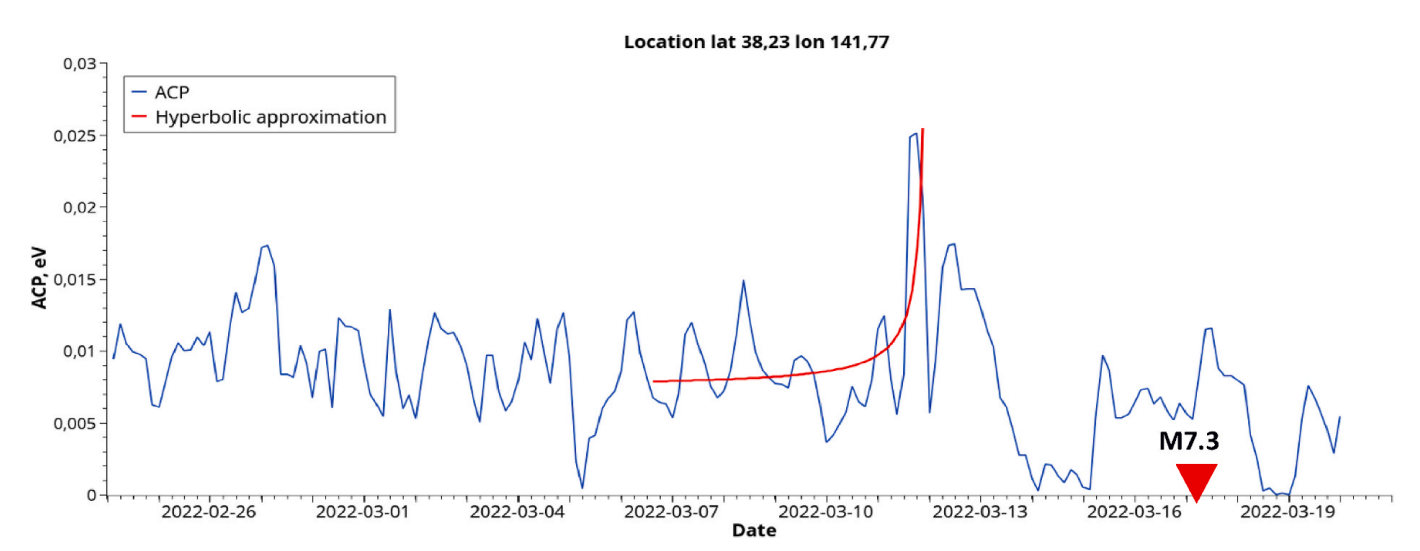 Location lat 38,23 lon 141,77
0,03
ACP
Hyperbolic approximation
0,025
0,02
ACP, eV
0,015
0,01
0,005
M7.3
0
2022-02-26 2022-03-01 2022-03-04 2022-03-07 2022-03-10 2022-03-13 2022-03-16 2022-03-19
Date